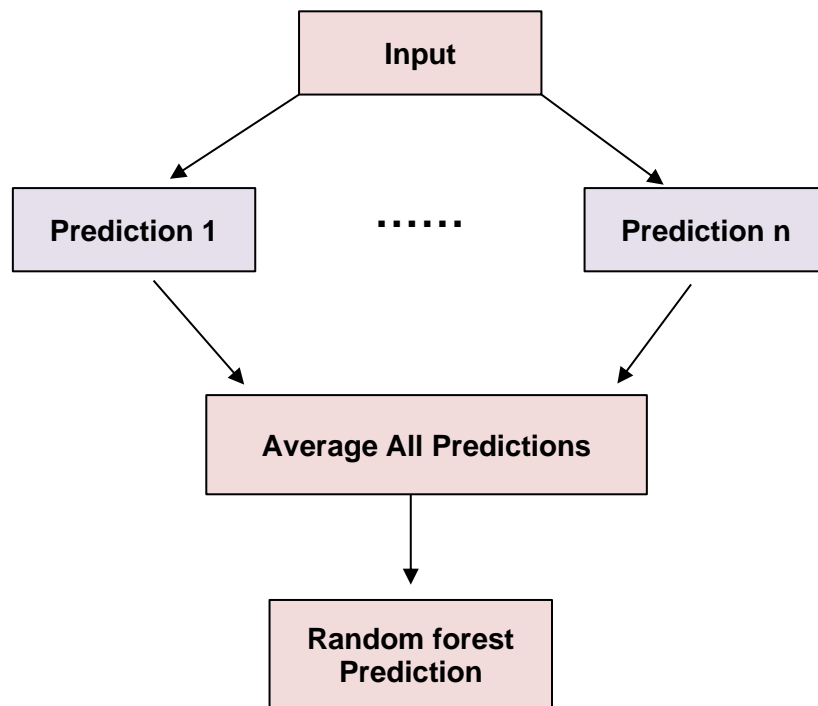 Input
Prediction 1
......
Prediction n
Average All Predictions
Random forest
Prediction